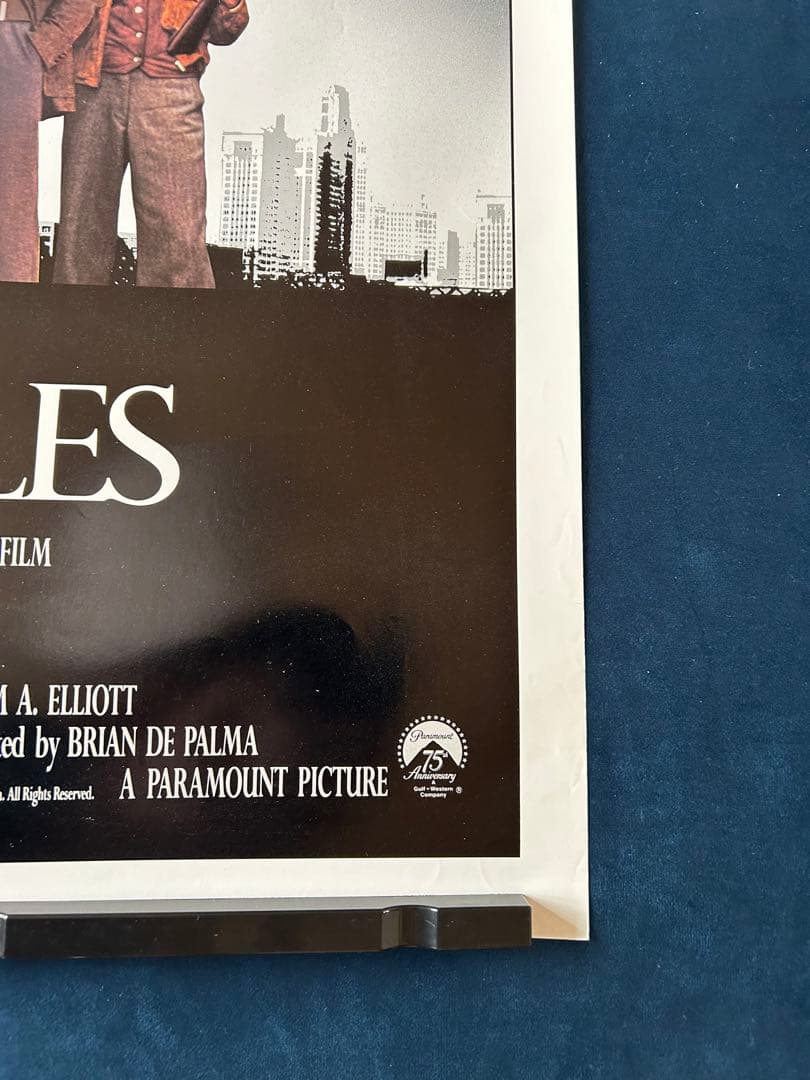 LES
FILM
M A. ELLIOTT
ted by BRIAN DE PALMA
. All Rights Reserved. A PARAMOUNT PICTURE
Paramount
75th
Anniversary
A
Gulf+Western
Company ®